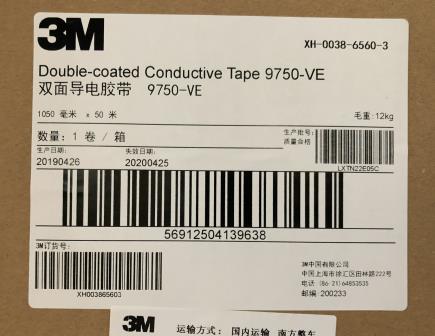 3M
XH-0038-6560-3
Double-coated Conductive Tape 9750-VE
双面导电胶带 9750-VE
1050 毫米 x 50 米
毛重:12kg
数量: 1 卷 / 箱
生产批号:
质量合格
生产日期: 失效日期:
20190426 20200425
LXTN22E05C
56912504139638
3M订货号:
XH003865603
3M中国有限公司
中国上海市徐汇区田林路222号
电话: (86-21)64853535
邮编:200233
3M
运输方式: 国内运输 南方整车